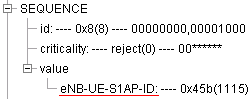 SEQUENCE
id: ---- 0x8(8) ---- 00000000,00001000
criticality: ---- reject(0) ---- 00******
value
eNB-UE-S1AP-ID: ---- 0x45b(1115)